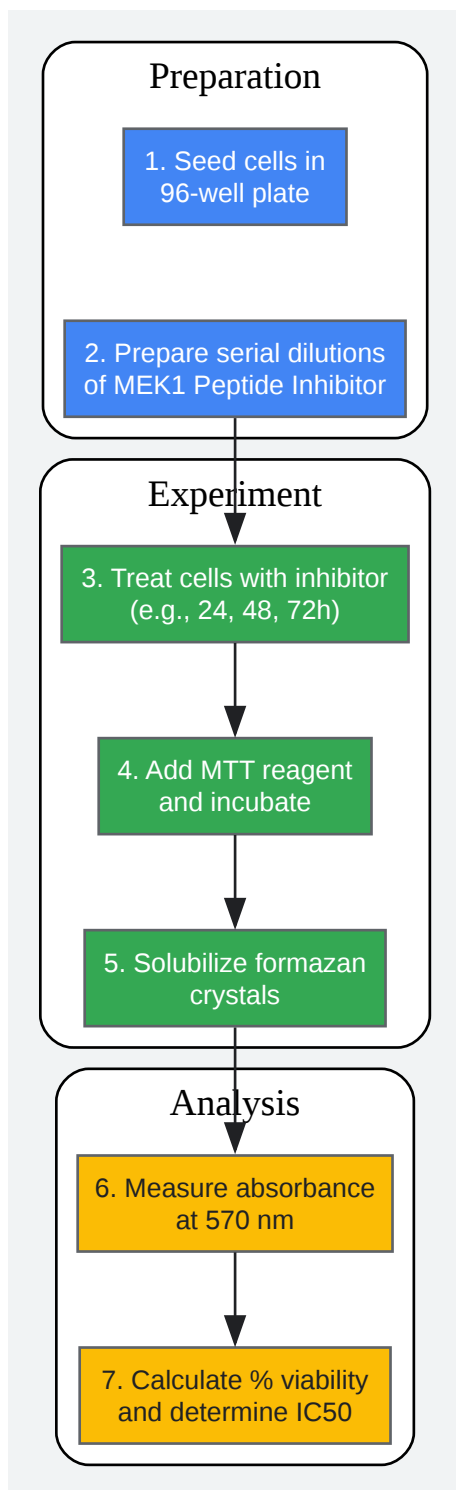 Preparation
1. Seed cells in
96-well plate
2. Prepare serial dilutions
of MEK1 Peptide Inhibitor
Experiment
3. Treat cells with inhibitor
(e.g., 24, 48, 72h)
4. Add MTT reagent
and incubate
5. Solubilize formazan
crystals
Analysis
6. Measure absorbance
at 570 nm
7. Calculate % viability
and determine IC50